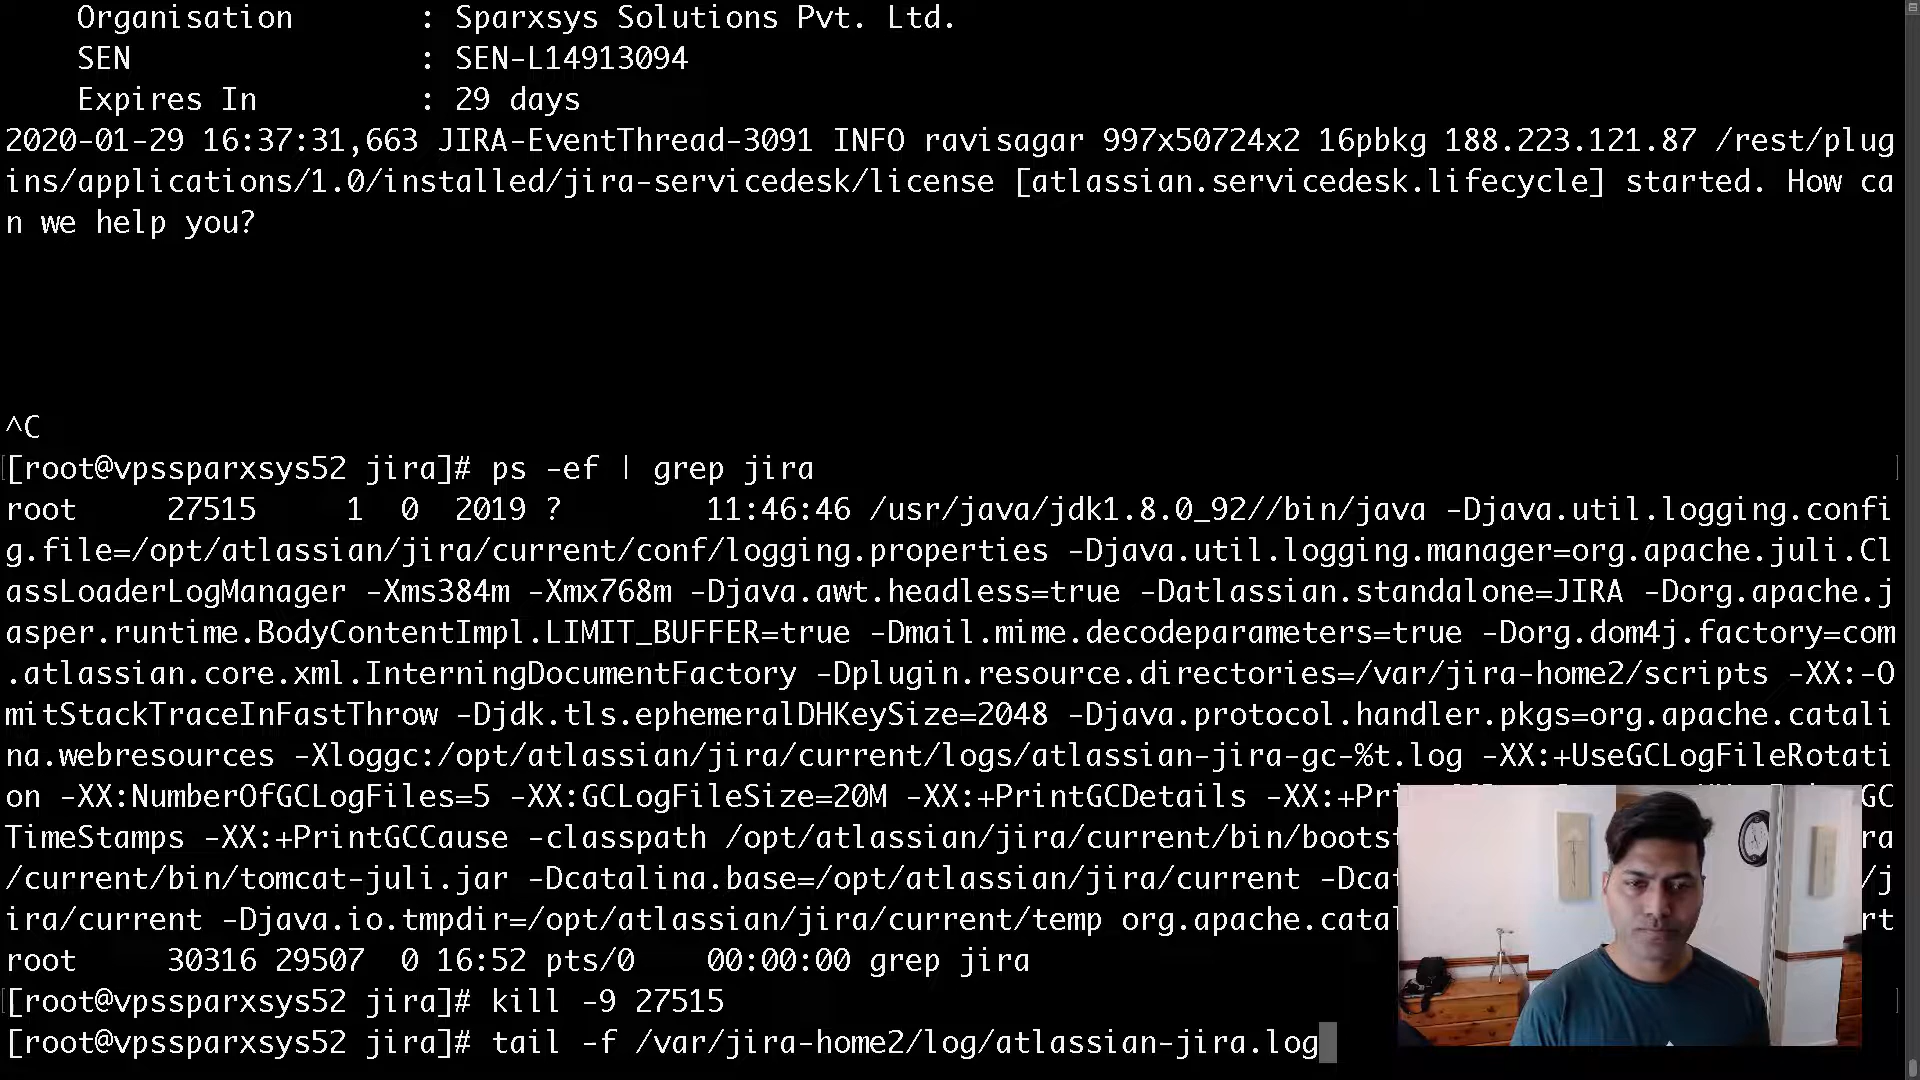 Organisation : Sparxsys Solutions Pvt. Ltd.
SEN : SEN-L14913094
Expires In : 29 days
2020-01-29 16:37:31,663 JIRA-EventThread-3091 INFO ravisagar 997x50724x2 16pbkg 188.223.121.87 /rest/plug
ins/applications/1.0/installed/jira-servicedesk/license [atlassian.servicedesk.lifecycle] started. How ca
n we help you?
^C
[root@vpssparxsys52 jira]# ps -ef | grep jira
root 27515 1 0 2019 ? 11:46:46 /usr/java/jdk1.8.0_92//bin/java -Djava.util.logging.confi
g.file=/opt/atlassian/jira/current/conf/logging.properties -Djava.util.logging.manager=org.apache.juli.Cl
assLoaderLogManager -Xms384m -Xmx768m -Djava.awt.headless=true -Datlassian.standalone=JIRA -Dorg.apache.j
asper.runtime.BodyContentImpl.LIMIT_BUFFER=true -Dmail.mime.decodeparameters=true -Dorg.dom4j.factory=com
.atlassian.core.xml.InterningDocumentFactory -Dplugin.resource.directories=/var/jira-home2/scripts -XX:-O
mitStackTraceInFastThrow -Djdk.tls.ephemeralDHKeySize=2048 -Djava.protocol.handler.pkgs=org.apache.catali
na.webresources -Xloggc:/opt/atlassian/jira/current/logs/atlassian-jira-gc-%t.log -XX:+UseGCLogFileRotati
on -XX:NumberOfGCLogFiles=5 -XX:GCLogFileSize=20M -XX:+PrintGCDetails -XX:+Pri GC
TimeStamps -XX:+PrintGCCause -classpath /opt/atlassian/jira/current/bin/bootst ra
/current/bin/tomcat-juli.jar -Dcatalina.base=/opt/atlassian/jira/current -Dcat /j
ira/current -Djava.io.tmpdir=/opt/atlassian/jira/current/temp org.apache.catal rt
root 30316 29507 0 16:52 pts/0 00:00:00 grep jira
[root@vpssparxsys52 jira]# kill -9 27515
[root@vpssparxsys52 jira]# tail -f /var/jira-home2/log/atlassian-jira.log